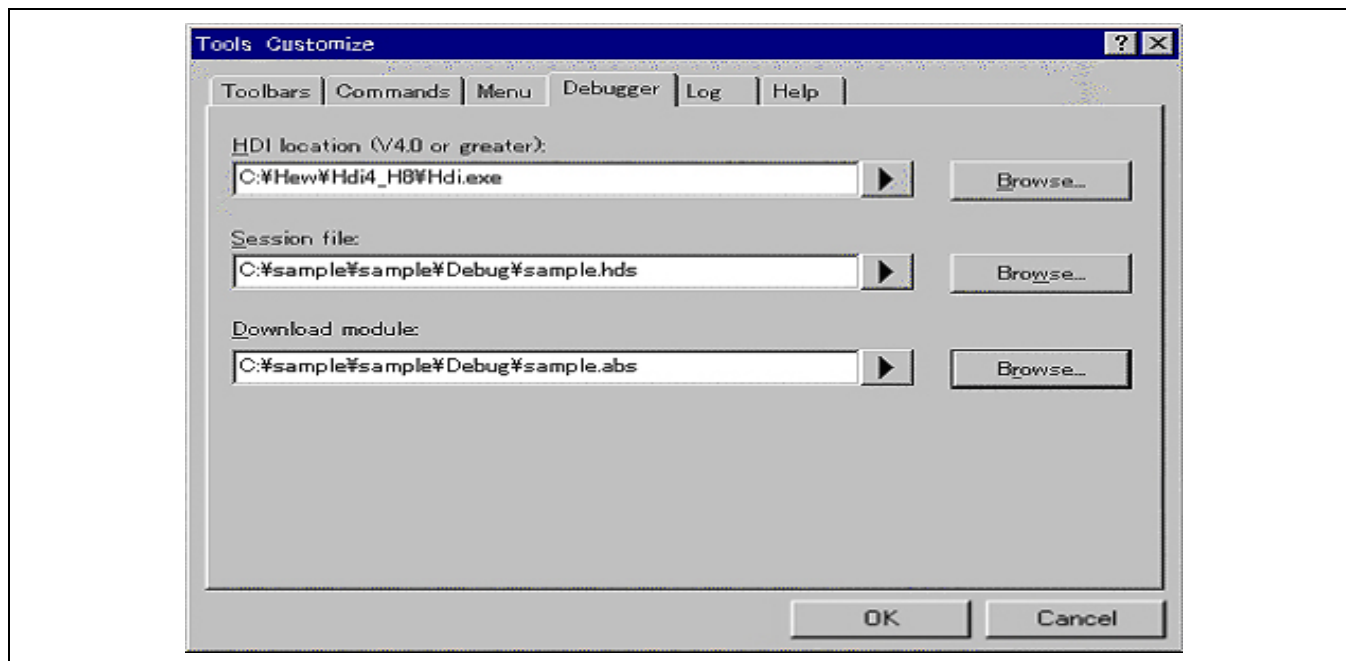 Tools Customize
Toolbars Commands Menu Debugger Log Help
HDI location (V4.0 or greater):
C:¥Hew¥Hdi4_H8¥Hdi.exe Browse...
Session file:
C:¥sample¥sample¥Debug¥sample.hds Browse...
Download module:
C:¥sample¥sample¥Debug¥sample.abs Browse...
OK Cancel